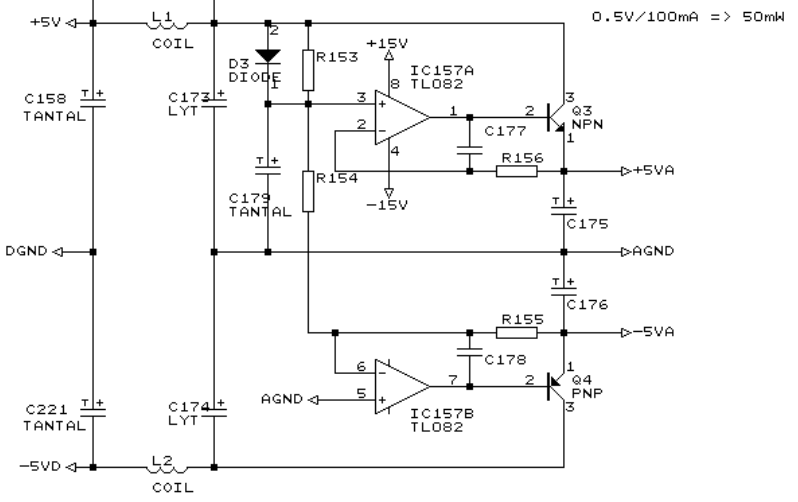 0.5V/100mA => 50mW
+5V
L1
COIL
2
D3
DIODE
1
R153
+15V
8
IC157A
TL082
3
+
2
-
1
4
-15V
2
3
Q3
NPN
1
C158
TANTAL
T +
C173
LYT
+
C177
R156
+5VA
R154
T +
C179
TANTAL
T +
C175
DGND
AGND
T +
C176
R155
-5VA
C178
6
-
5
+
7
AGND
IC157B
TL082
2
1
Q4
PNP
3
C221
TANTAL
T +
C174
LYT
+
-5VD
L2
COIL